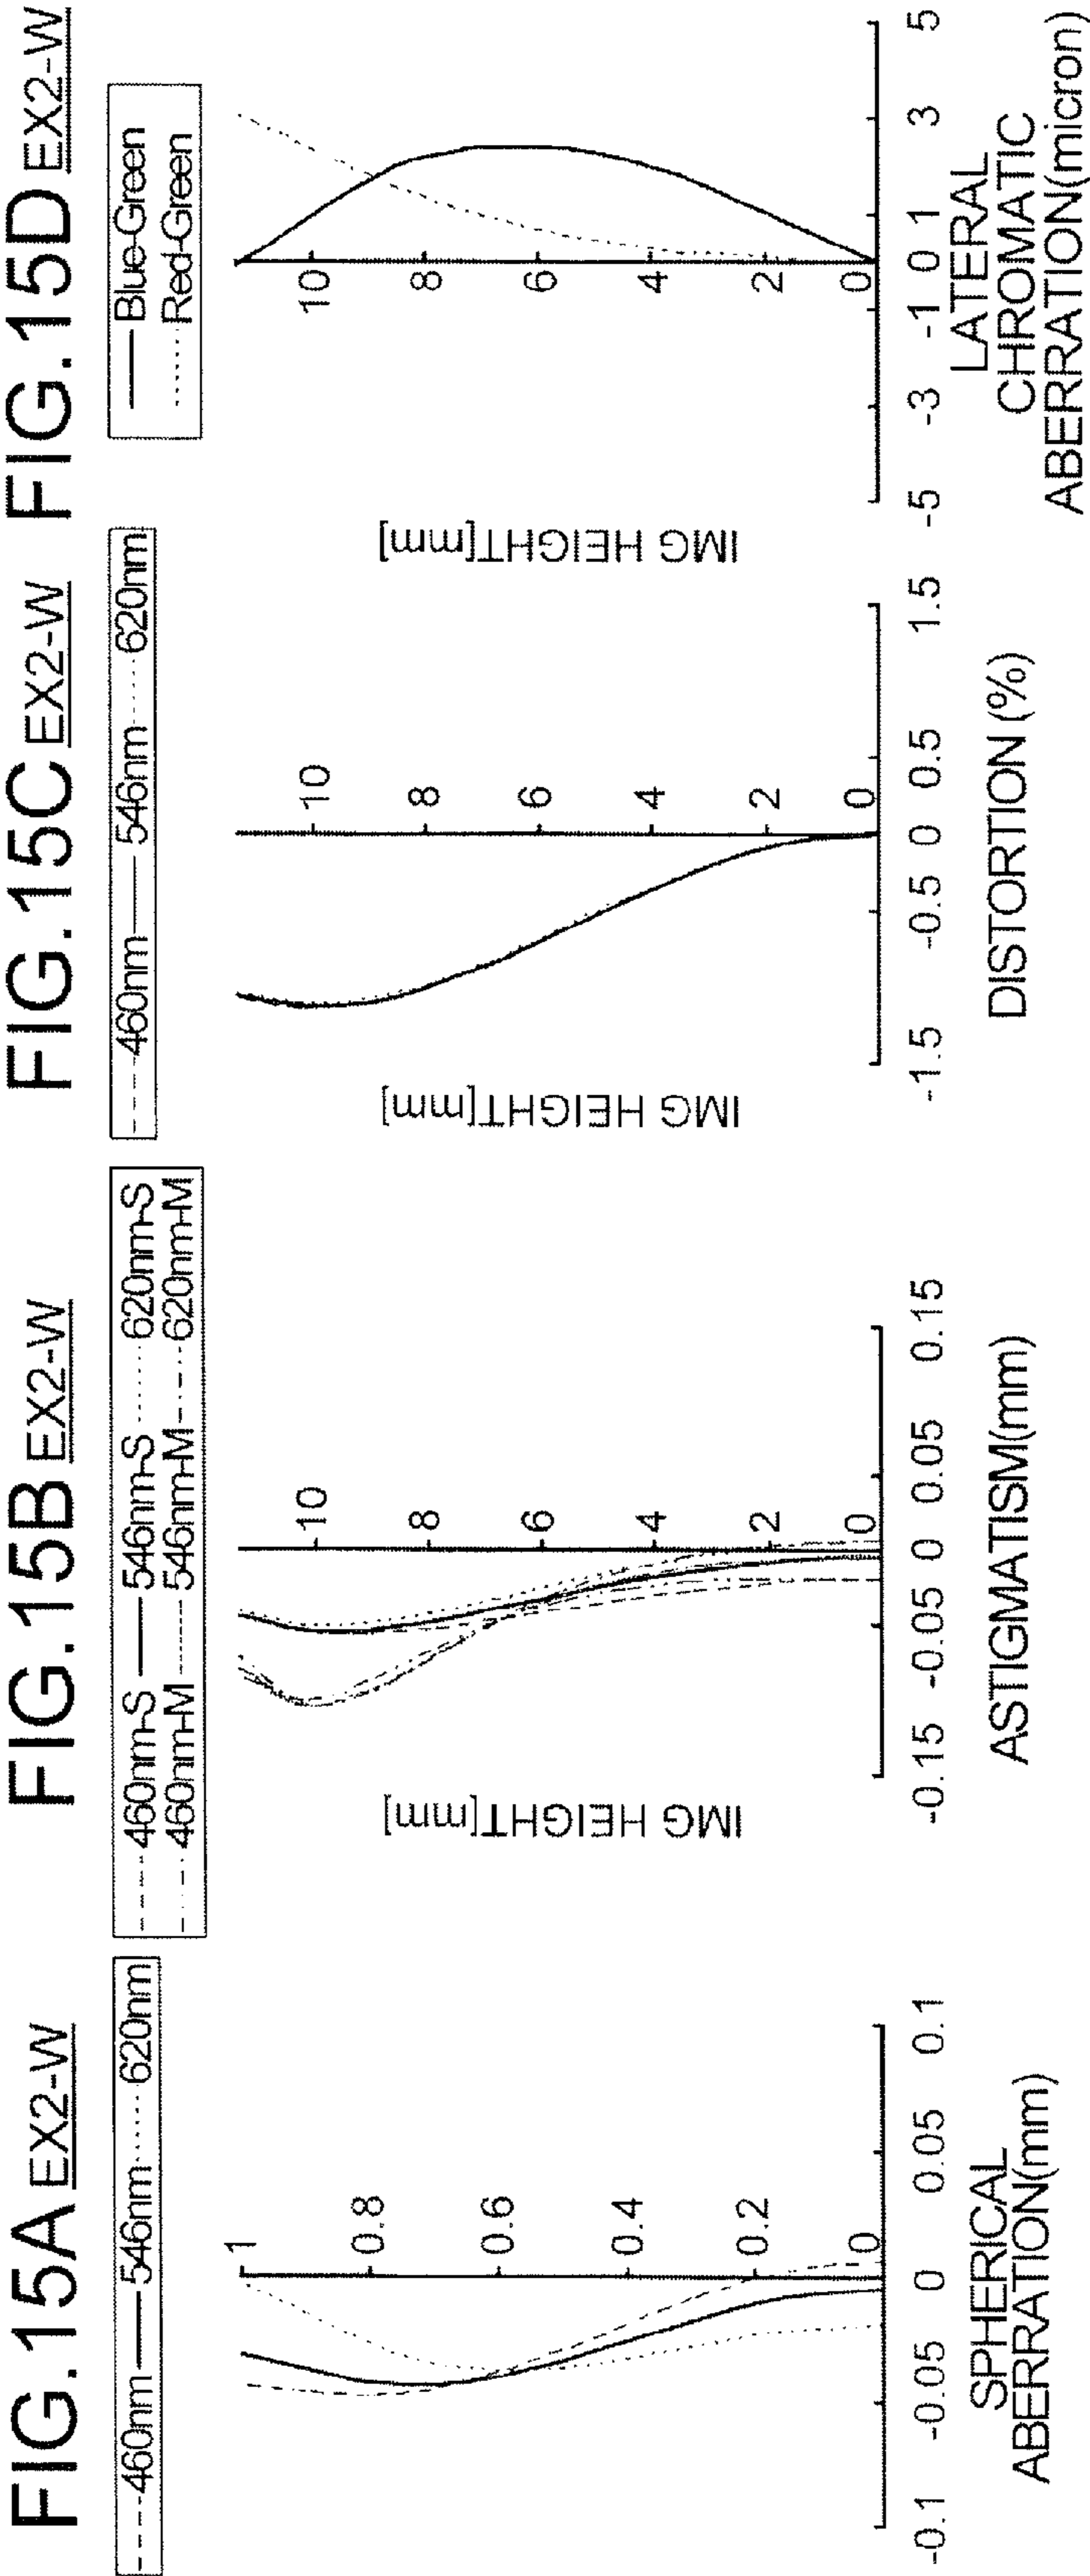 FIG.15A EX2-W
460nm 546nm 620nm
1
0.8
0.6
0.4
0.2
0
-0.1 -0.05 0 0.05 0.1
SPHERICAL
ABERRATION(mm)
FIG.15B EX2-W
460nm-S 546nm-S 620nm-S
460nm-M 546nm-M 620nm-M
IMG HEIGHT[mm]
10
8
6
4
2
0
-0.15 -0.05 0 0.05 0.15
ASTIGMATISM(mm)
FIG.15C EX2-W
460nm 546nm 620nm
IMG HEIGHT[mm]
10
8
6
4
2
0
-1.5 -0.5 0 0.5 1.5
DISTORTION (%)
FIG.15D EX2-W
Blue-Green
Red-Green
IMG HEIGHT[mm]
10
8
6
4
2
0
-5 -3 -1 0 1 3 5
LATERAL
CHROMATIC
ABERRATION(micron)